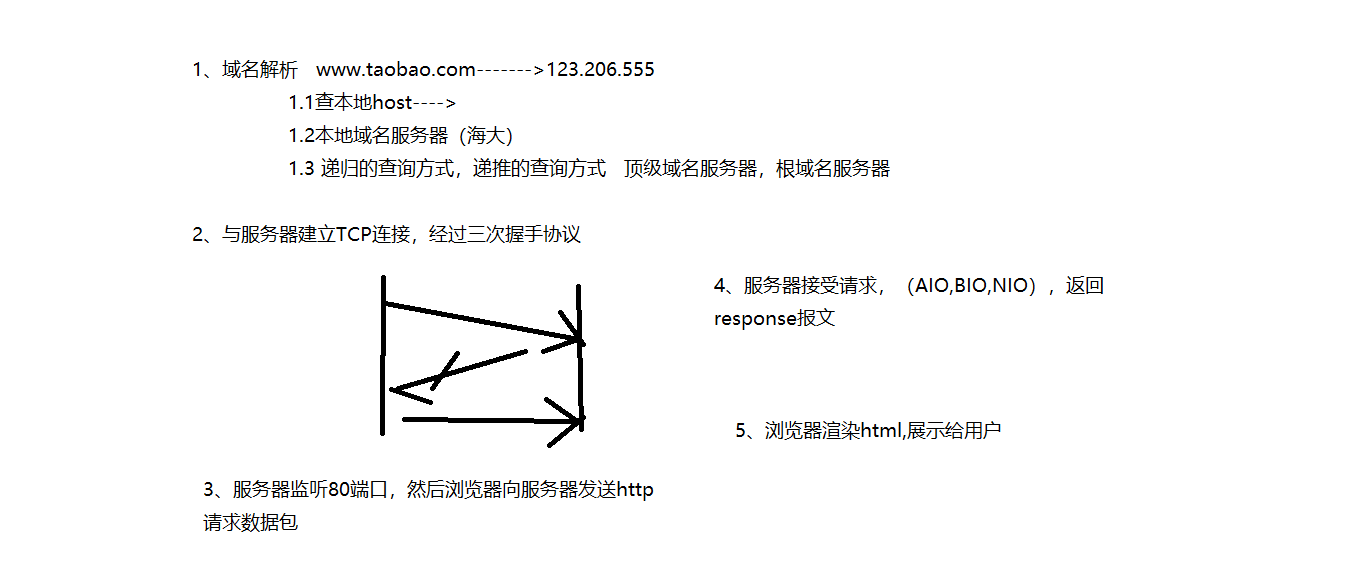 1、域名解析 www.taobao.com------->123.206.555
1.1查本地host---->
1.2本地域名服务器（海大）
1.3 递归的查询方式，递推的查询方式 顶级域名服务器，根域名服务器
2、与服务器建立TCP连接，经过三次握手协议
3、服务器监听80端口，然后浏览器向服务器发送http
请求数据包
4、服务器接受请求，（AIO,BIO,NIO），返回
response报文
5、浏览器渲染html,展示给用户